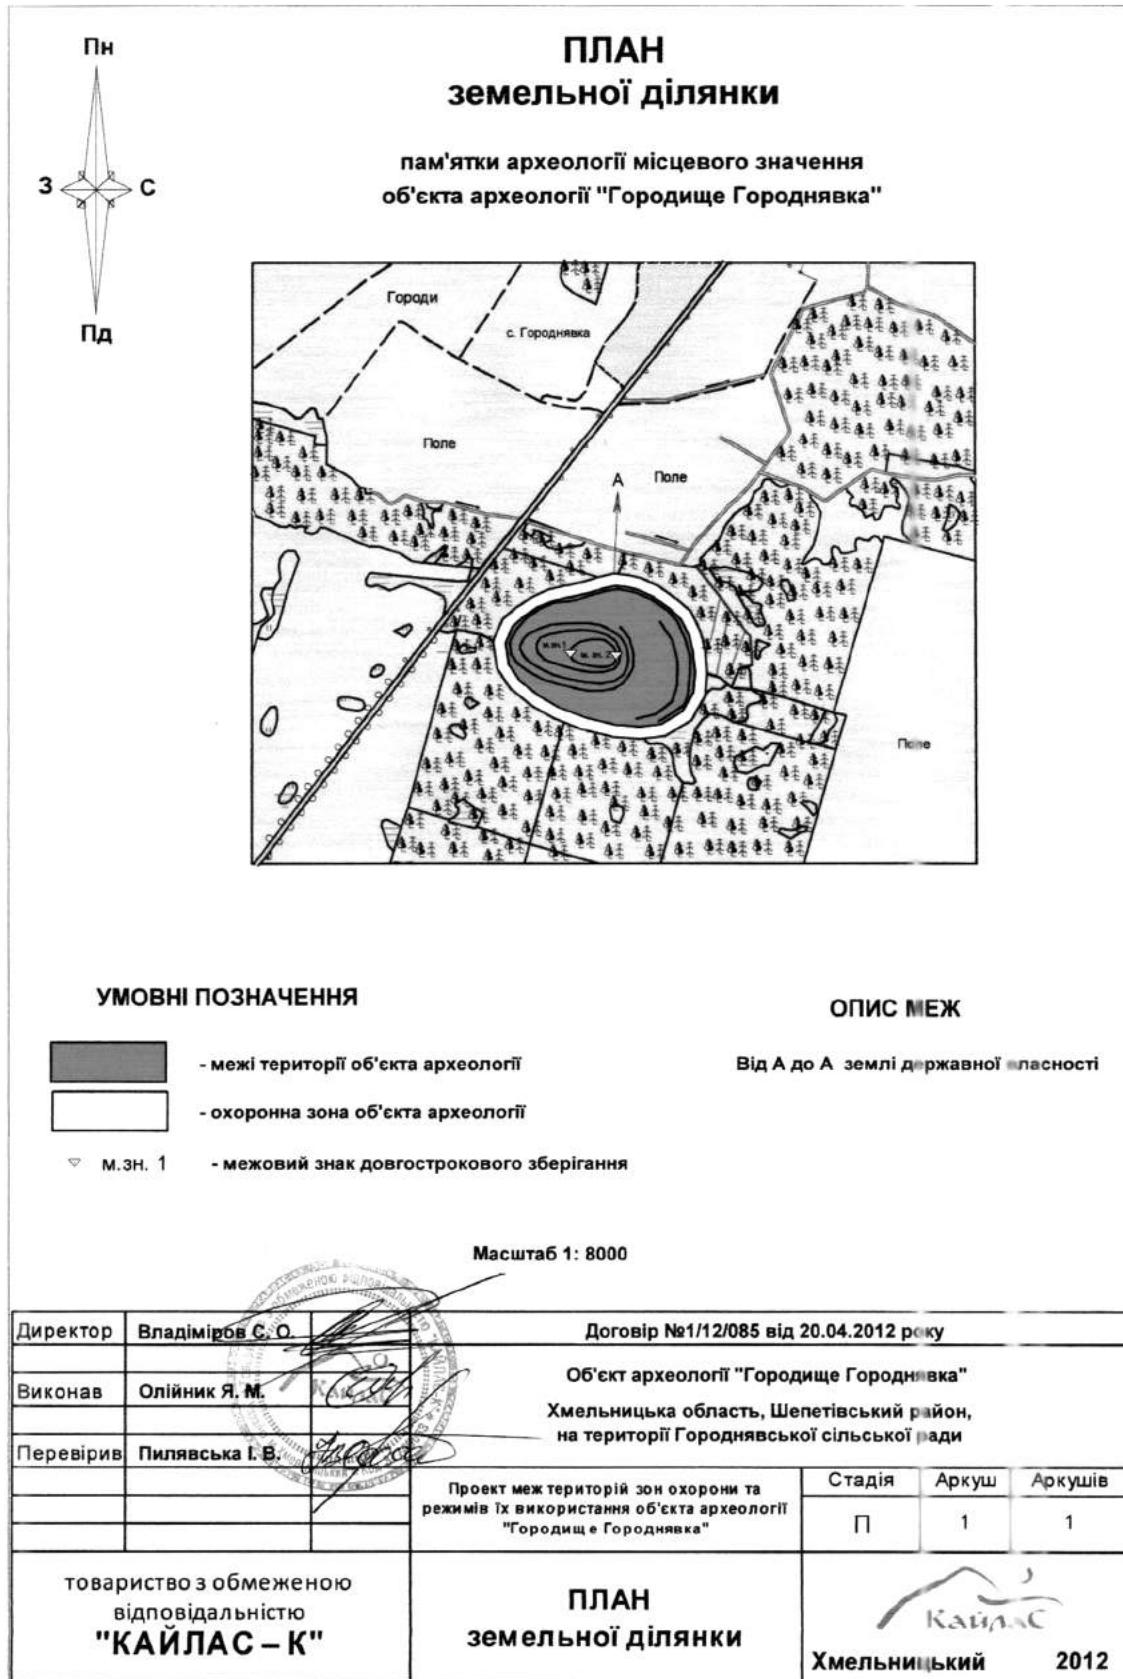 Пн
З
С
Пд
ПЛАН
земельної ділянки
пам'ятки археології місцевого значення
об'єкта археології "Городище Городнявка"
Городи
с. Городнявка
Поле
Поле
А
м.зн.1
м. зн. 2
Поле
УМОВНІ ПОЗНАЧЕННЯ
- межі території об'єкта археології
- охоронна зона об'єкта археології
м.зн. 1 - межовий знак довгострокового зберігання
ОПИС МЕЖ
Від А до А землі державної власності
Масштаб 1: 8000
Директор Владіміров С. О.
Виконав Олійник Я. М.
Перевірив Пилявська І. В.
Договір №1/12/085 від 20.04.2012 року
Об'єкт археології "Городище Городнявка"
Хмельницька область, Шепетівський район,
на території Городнявської сільської ради
Проект меж територій зон охорони та
режимів їх використання об'єкта археології
"Городище Городнявка"
Стадія Аркуш Аркушів
П 1 1
товариство з обмеженою
відповідальністю
"КАЙЛАС – К"
ПЛАН
земельної ділянки
КайлаС
Хмельницький 2012